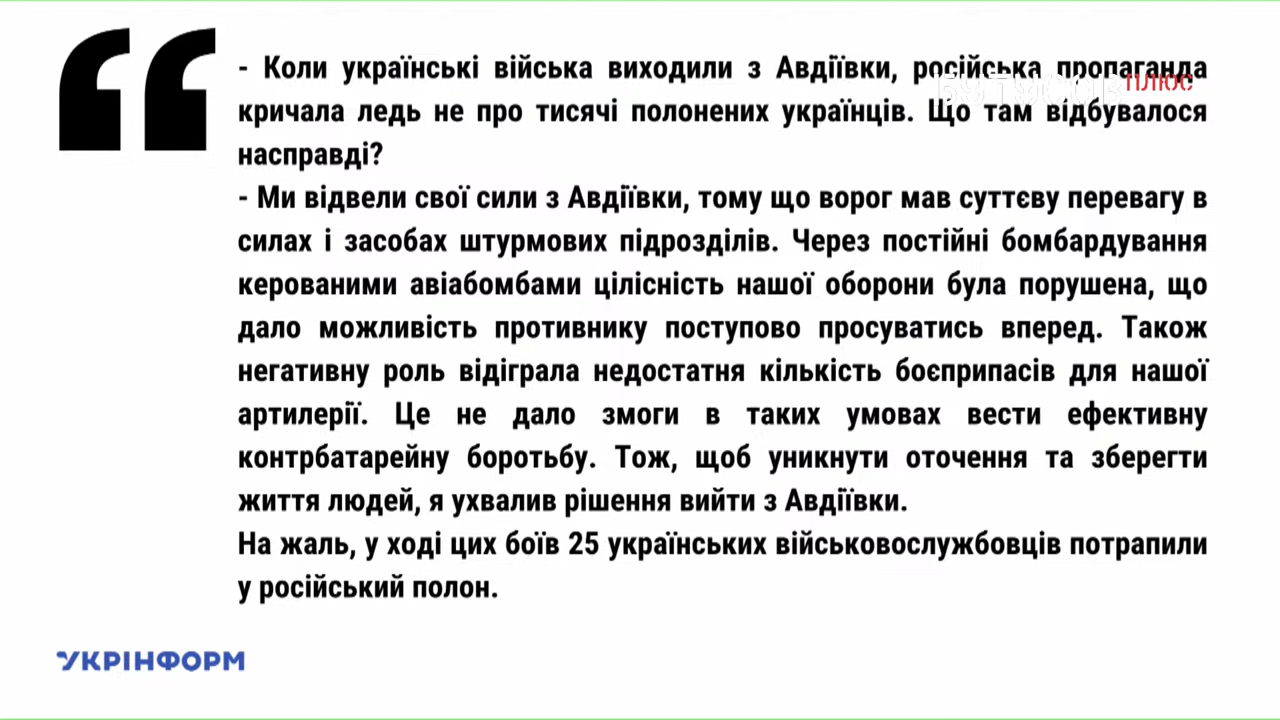 - Коли українські війська виходили з Авдіївки, російська пропаганда
БУТУСОВ ПЛЮС
кричала ледь не про тисячі полонених українців. Що там відбувалося
насправді?
- Ми відвели свої сили з Авдіївки, тому що ворог мав суттєву перевагу в
силах і засобах штурмових підрозділів. Через постійні бомбардування
керованими авіабомбами цілісність нашої оборони була порушена, що
дало можливість противнику поступово просуватись вперед. Також
негативну роль відіграла недостатня кількість боєприпасів для нашої
артилерії. Це не дало змоги в таких умовах вести ефективну
контрбатарейну боротьбу. Тож, щоб уникнути оточення та зберегти
життя людей, я ухвалив рішення вийти з Авдіївки.
На жаль, у ході цих боїв 25 українських військовослужбовців потрапили
у російський полон.
УКРІНФОРМ